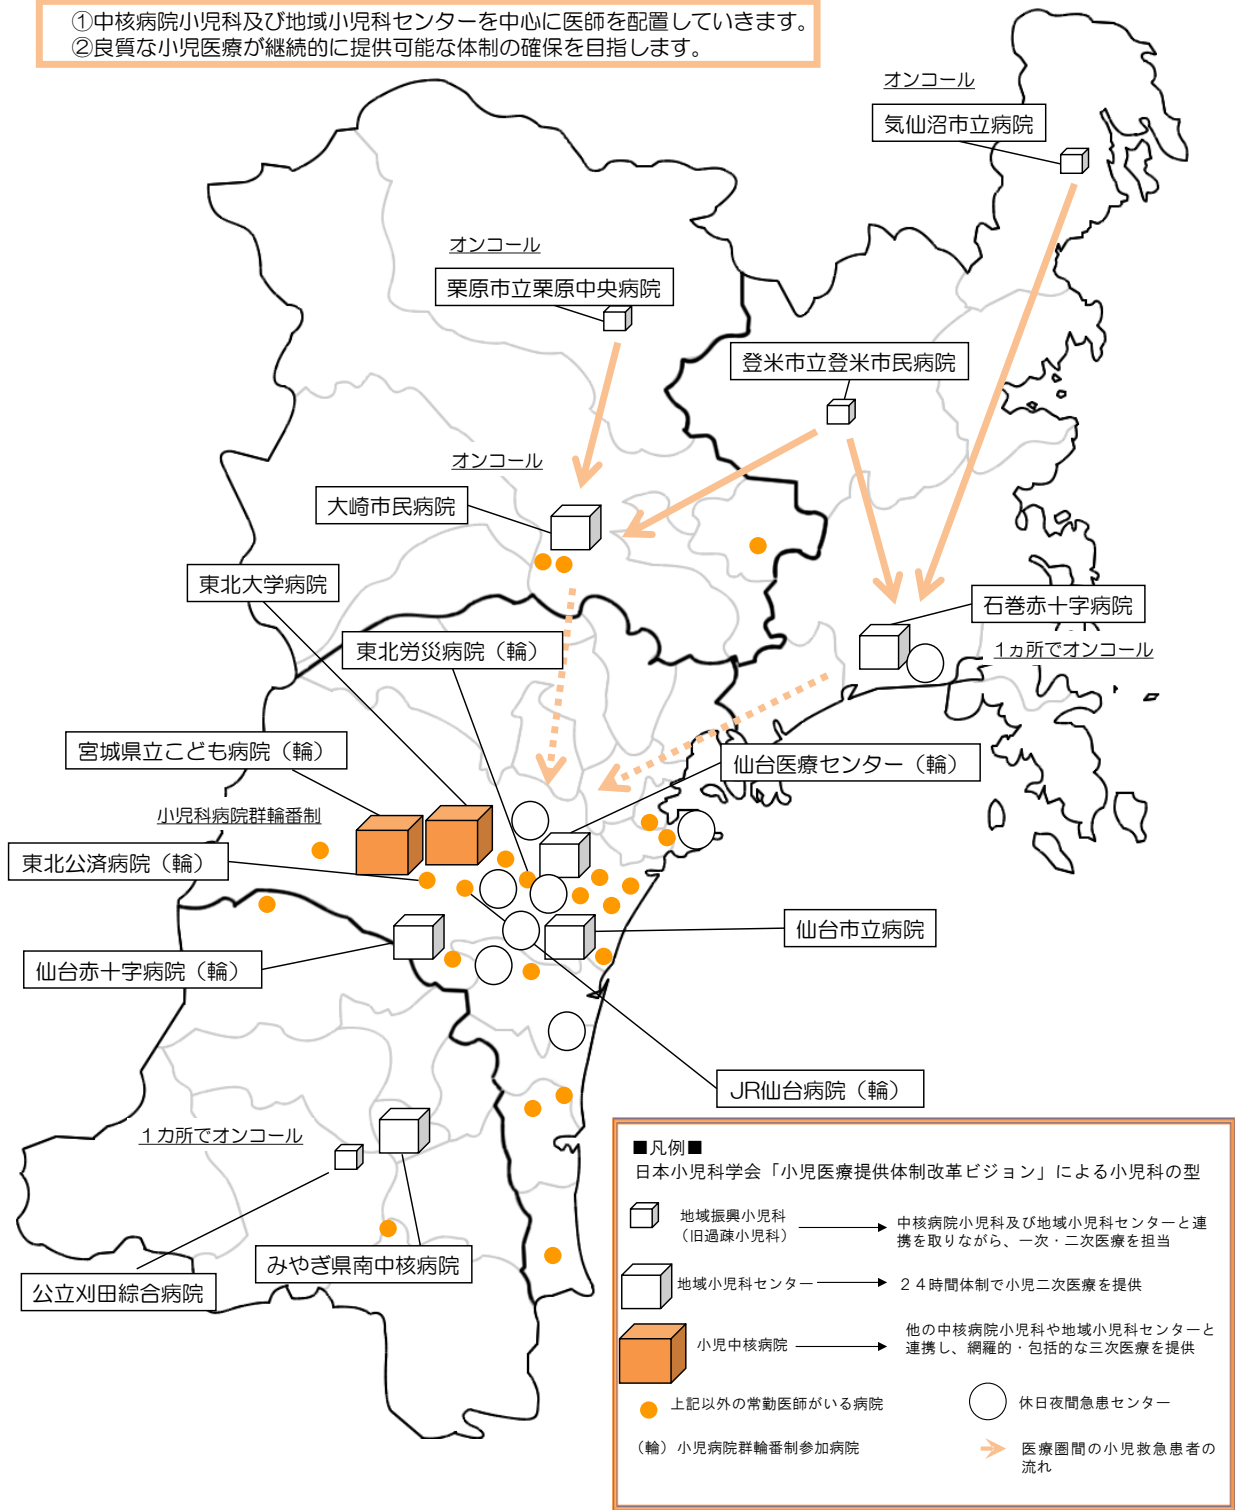 ①中核病院小児科及び地域小児科センターを中心に医師を配置していきます。
②良質な小児医療が継続的に提供可能な体制の確保を目指します。
オンコール
気仙沼市立病院
オンコール
栗原市立栗原中央病院
登米市立登米市民病院
オンコール
大崎市民病院
東北大学病院
石巻赤十字病院
東北労災病院（輪）
1ヵ所でオンコール
宮城県立こども病院（輪）
仙台医療センター（輪）
小児科病院群輪番制
東北公済病院（輪）
仙台市立病院
仙台赤十字病院（輪）
JR仙台病院（輪）
1カ所でオンコール
みやぎ県南中核病院
公立刈田綜合病院
■凡例■
日本小児科学会「小児医療提供体制改革ビジョン」による小児科の型
地域振興小児科
（旧過疎小児科）
中核病院小児科及び地域小児科センターと連
携を取りながら、一次・二次医療を担当
地域小児科センター
２４時間体制で小児二次医療を提供
小児中核病院
他の中核病院小児科や地域小児科センターと
連携し、網羅的・包括的な三次医療を提供
上記以外の常勤医師がいる病院
休日夜間急患センター
（輪）小児病院群輪番制参加病院
医療圏間の小児救急患者の
流れ